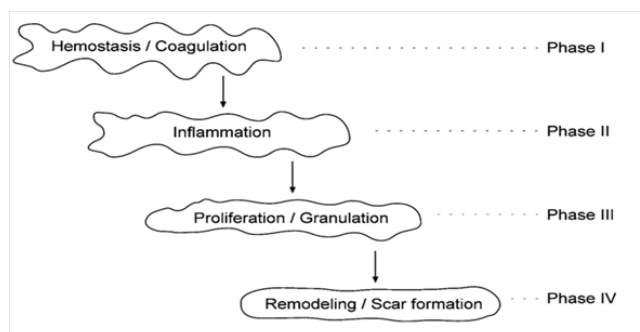 Hemostasis / Coagulation Phase I
Inflammation Phase II
Proliferation / Granulation Phase III
Remodeling / Scar formation Phase IV